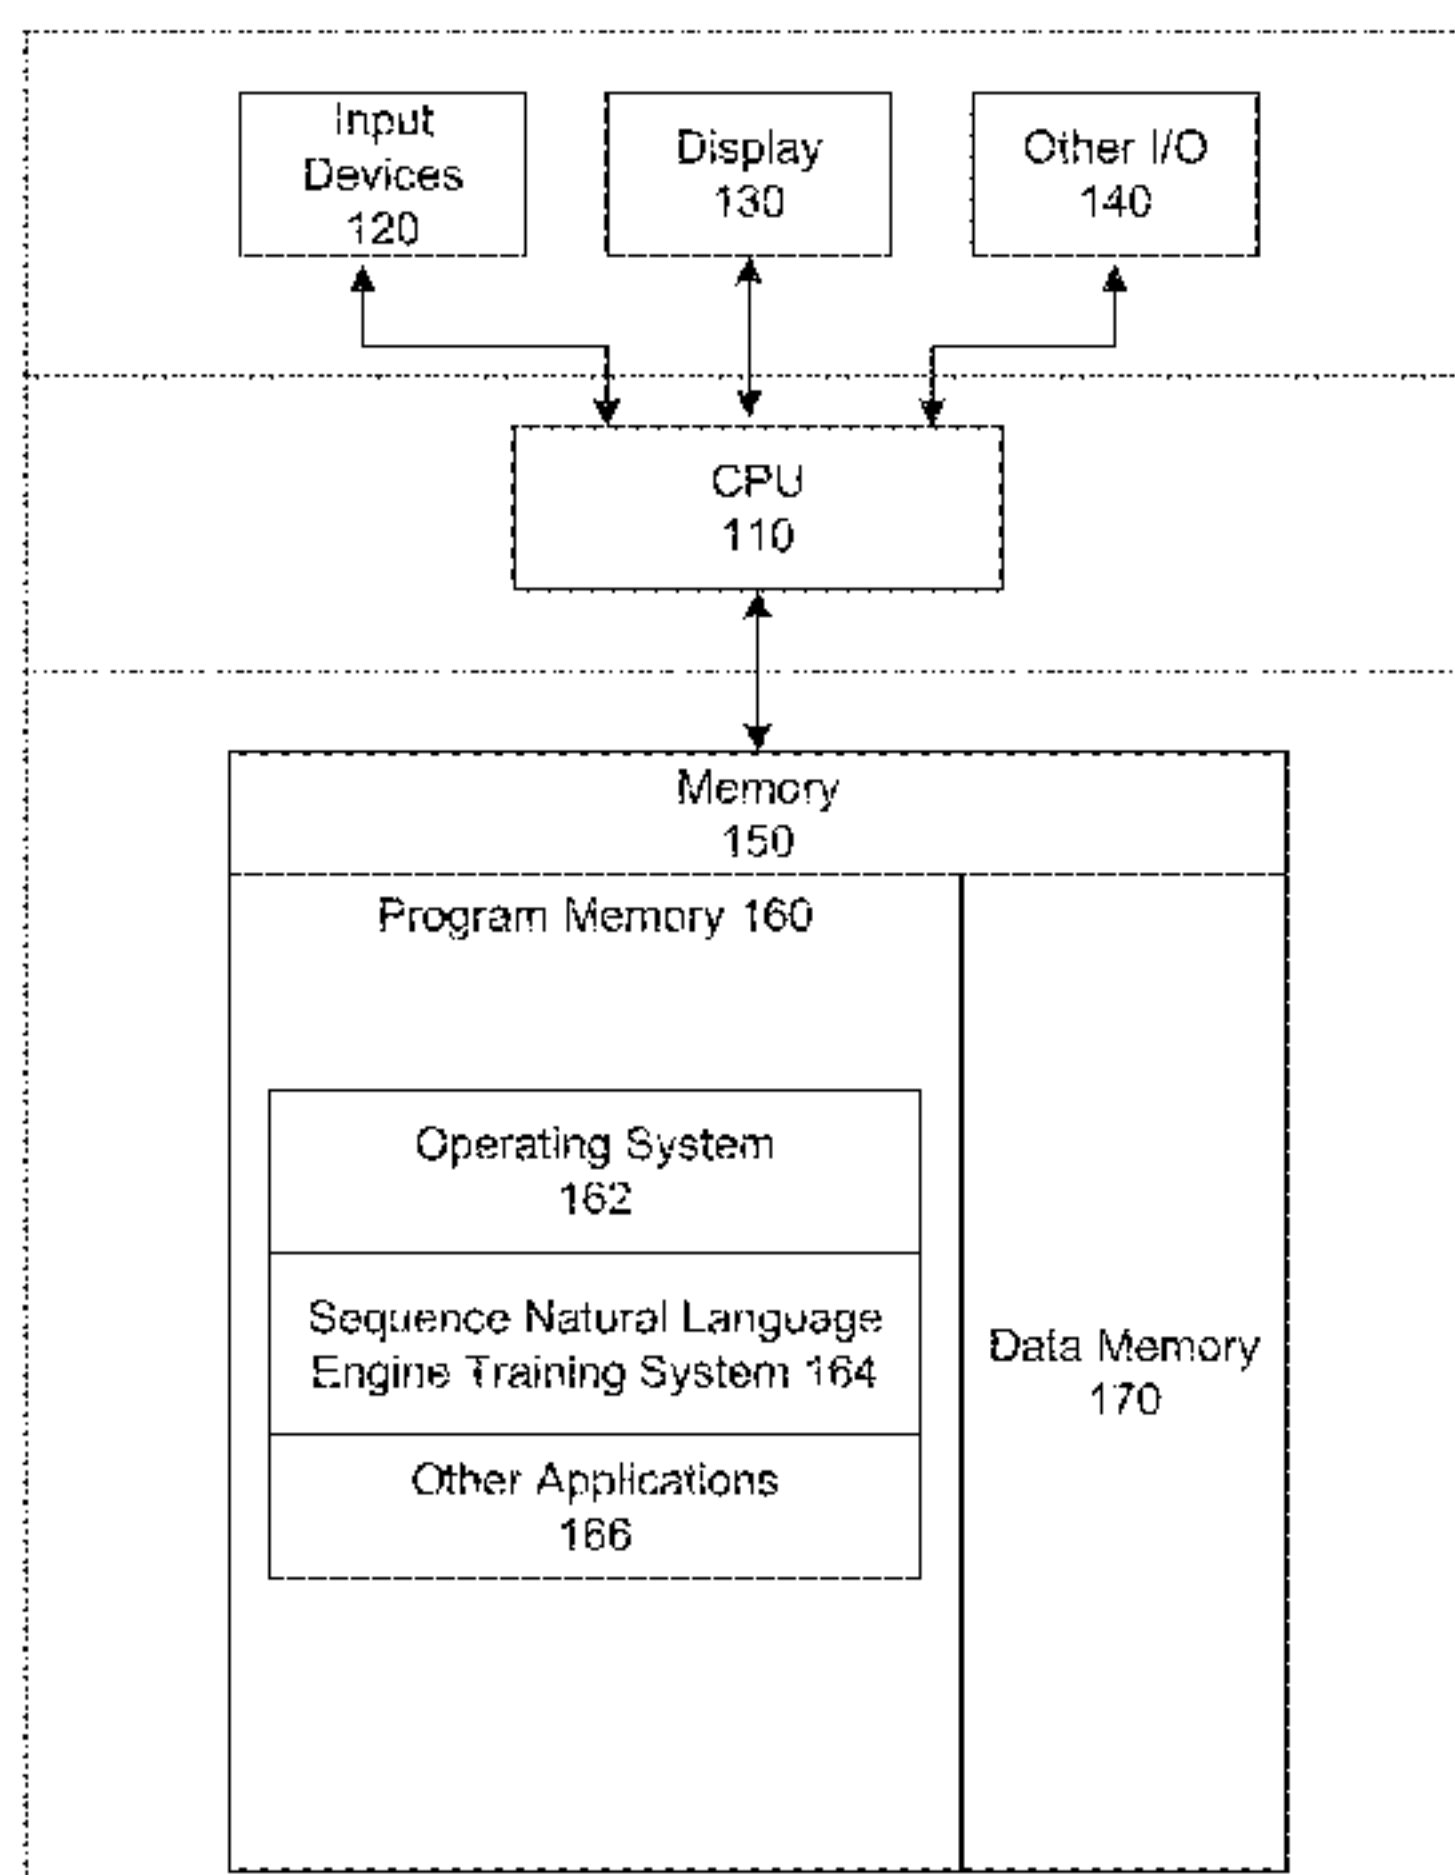 Input
Devices
120
Display
130
Other I/O
140
CPU
110
Memory
150
Program Memory 160
Operating System
162
Sequence Natural Language
Engine Training System 164
Other Applications
166
Data Memory
170